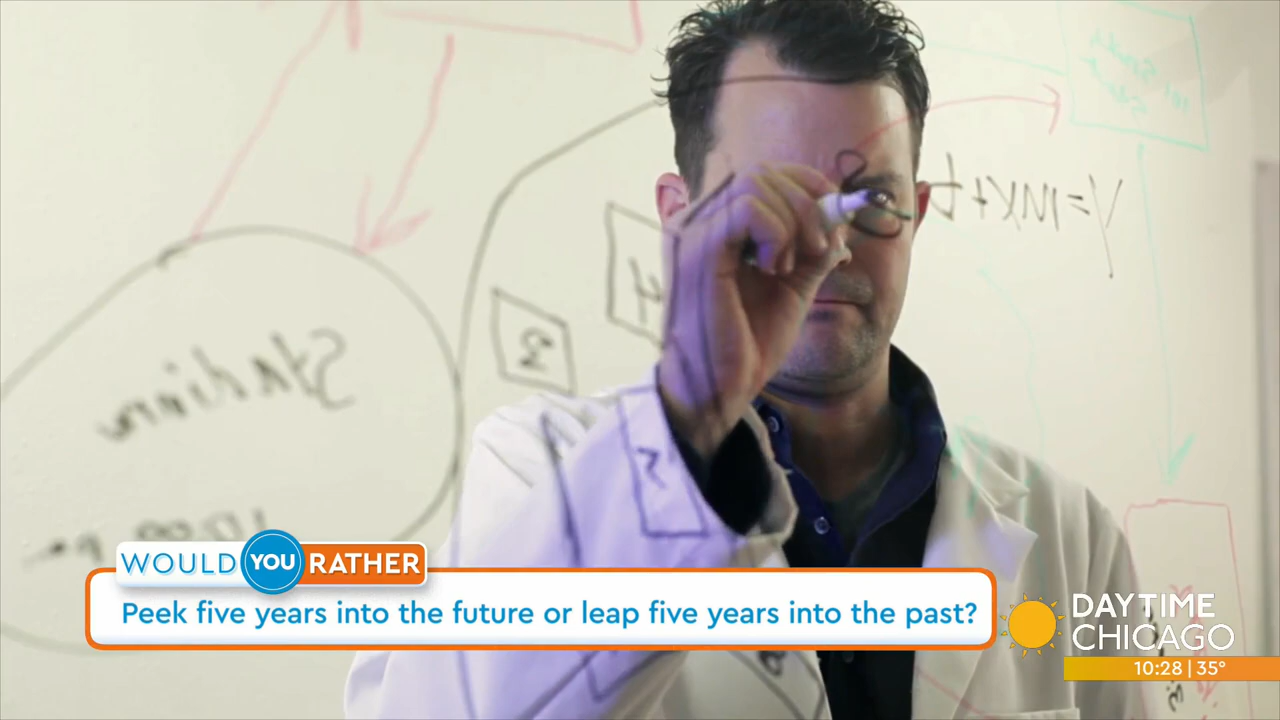 Y=mx+b
Stadium
WOULD YOU RATHER
Peek five years into the future or leap five years into the past?
DAYTIME
CHICAGO
10:28 | 35°